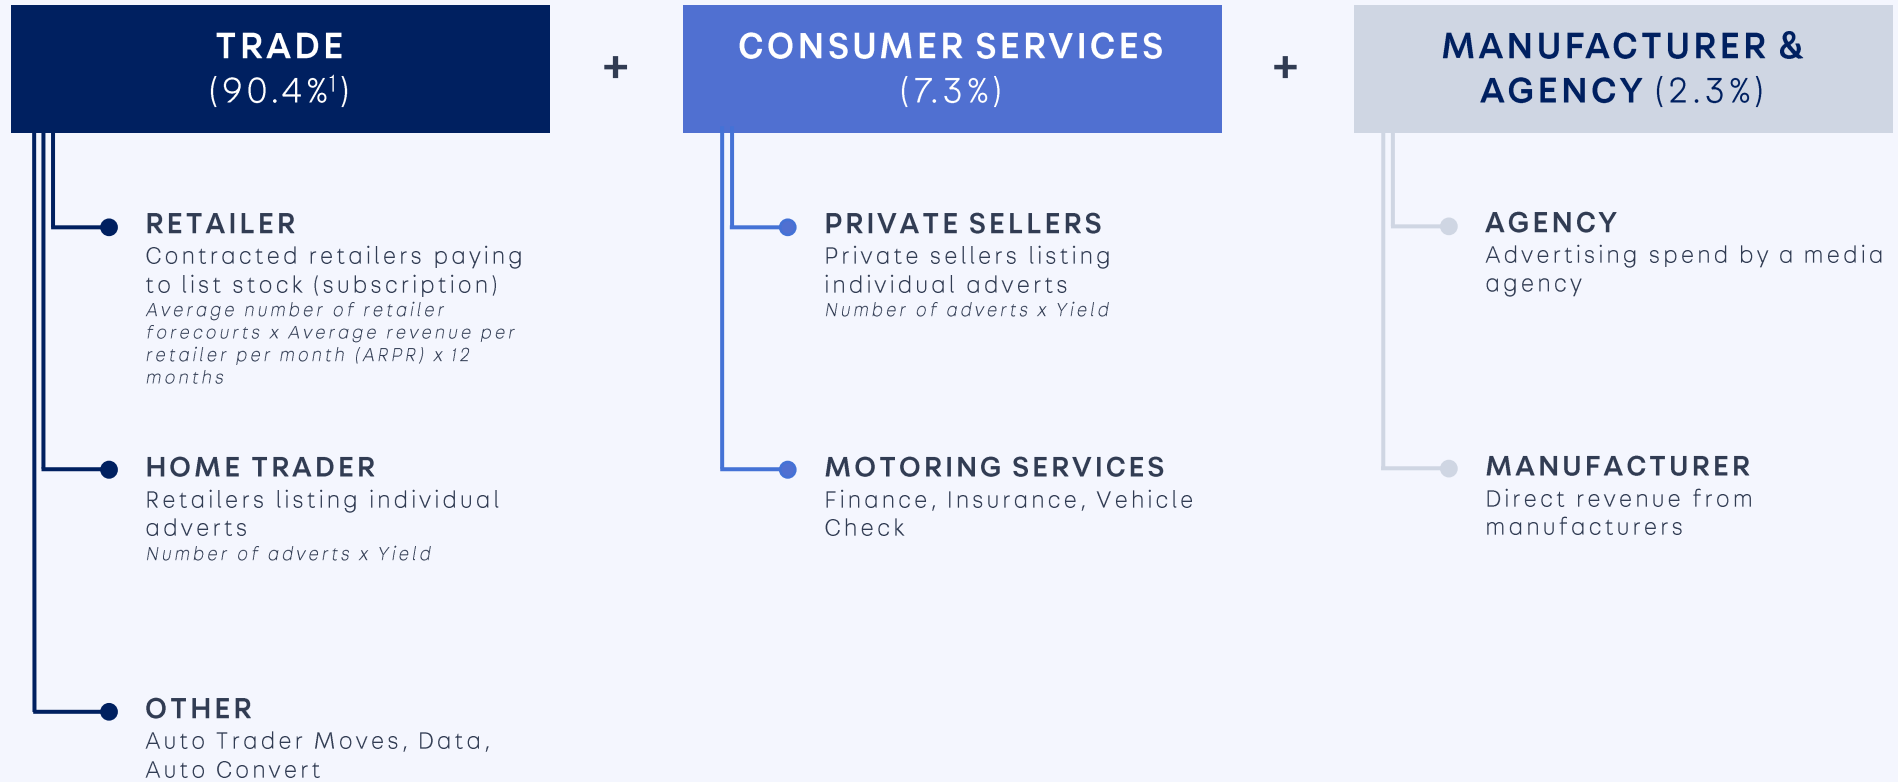 TRADE
(90.4%¹)
RETAILER
Contracted retailers paying
to list stock (subscription)
Average number of retailer
forecourts x Average revenue per
retailer per month (ARPR) x 12
months
HOME TRADER
Retailers listing individual
adverts
Number of adverts x Yield
OTHER
Auto Trader Moves, Data,
Auto Convert
+
CONSUMER SERVICES
(7.3%)
PRIVATE SELLERS
Private sellers listing
individual adverts
Number of adverts x Yield
MOTORING SERVICES
Finance, Insurance, Vehicle
Check
+
MANUFACTURER &
AGENCY (2.3%)
AGENCY
Advertising spend by a media
agency
MANUFACTURER
Direct revenue from
manufacturers